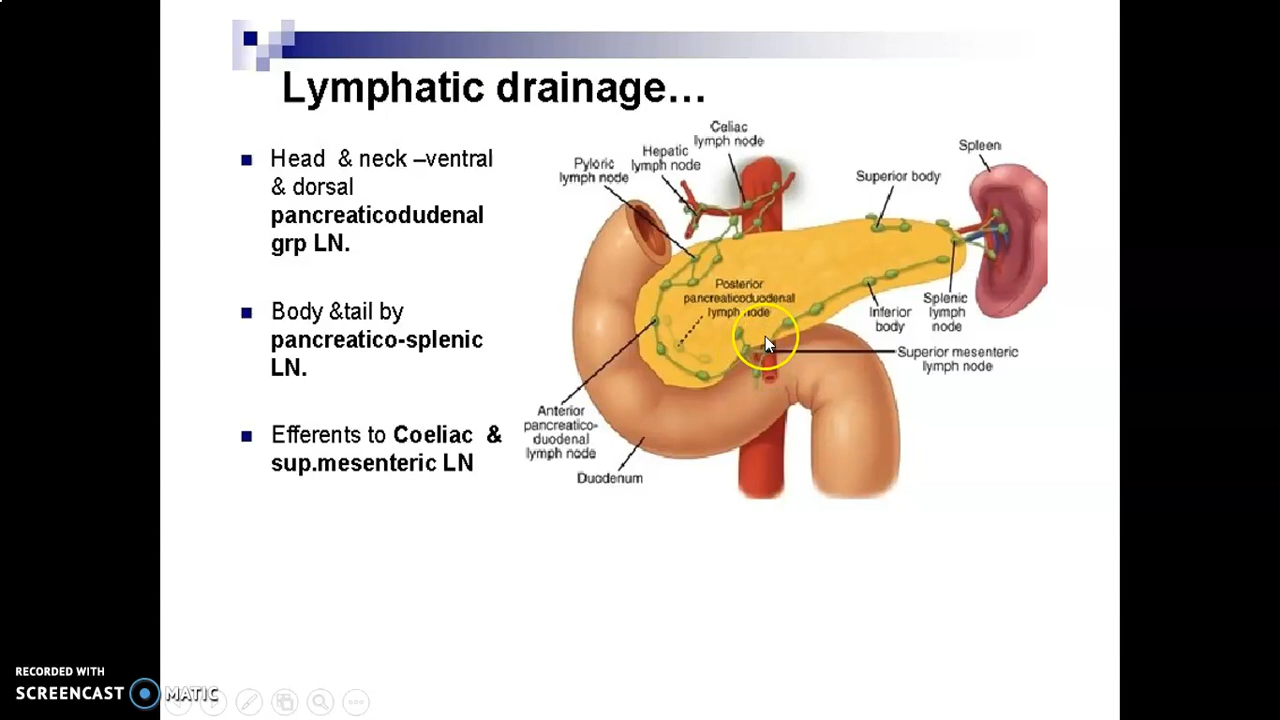 Lymphatic drainage…
Head & neck –ventral
& dorsal
pancreaticodudenal
grp LN.
Body &tail by
pancreatico-splenic
LN.
Efferents to Coeliac &
sup.mesenteric LN
Celiac
lymph node
Hepatic
lymph node
Pyloric
lymph node
Superior body
Spleen
Posterior
pancreaticoduodenal
lymph node
Inferior
body
Splenic
lymph
node
Superior mesenteric
lymph node
Anterior
pancreatico-
duodenal
lymph node
Duodenum
RECORDED WITH
SCREENCAST MATIC